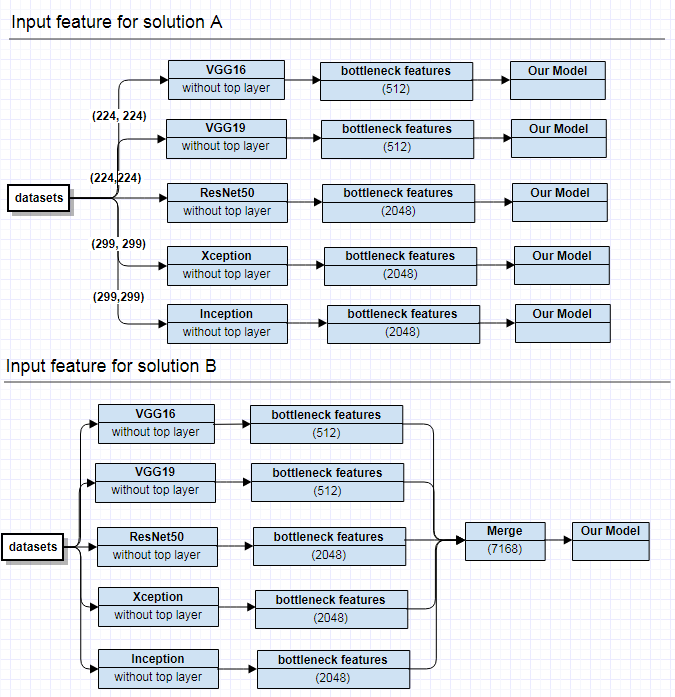 Input feature for solution A
VGG16
without top layer
bottleneck features
(512)
Our Model
(224, 224)
VGG19
without top layer
bottleneck features
(512)
Our Model
(224,224)
datasets
ResNet50
without top layer
bottleneck features
(2048)
Our Model
(299, 299)
Xception
without top layer
bottleneck features
(2048)
Our Model
(299,299)
Inception
without top layer
bottleneck features
(2048)
Our Model
Input feature for solution B
VGG16
without top layer
bottleneck features
(512)
VGG19
without top layer
bottleneck features
(512)
datasets
ResNet50
without top layer
bottleneck features
(2048)
Merge
(7168)
Our Model
Xception
without top layer
bottleneck features
(2048)
Inception
without top layer
bottleneck features
(2048)